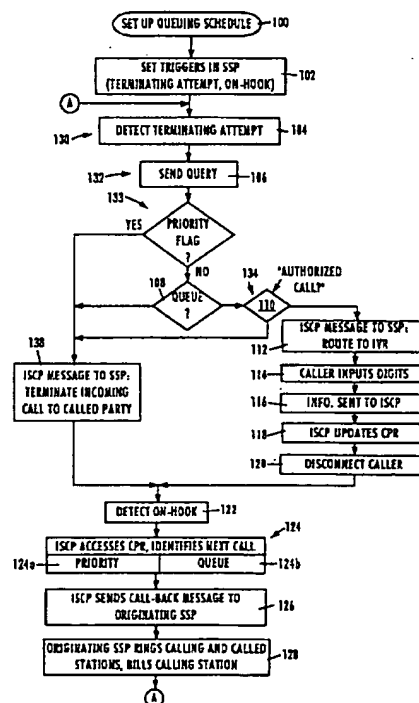 SET UP QUEUING SCHEDULE
100
SET TRIGGERS IN SSP
(TERMINATING ATTEMPT, ON-HOOK)
102
A
130
DETECT TERMINATING ATTEMPT
104
132
SEND QUERY
106
133
YES
PRIORITY
FLAG
?
NO
108
QUEUE
?
134
110
"AUTHORIZED
CALL?"
138
ISCP MESSAGE TO SSP:
TERMINATE INCOMING
CALL TO CALLED PARTY
112
ISCP MESSAGE TO SSP:
ROUTE TO IVR
114
CALLER INPUTS DIGITS
116
INFO. SENT TO ISCP
118
ISCP UPDATES CPR
120
DISCONNECT CALLER
DETECT ON-HOOK
122
124
ISCP ACCESSES CPR, IDENTIFIES NEXT CALL
124a
PRIORITY
QUEUE
124b
ISCP SENDS CALL-BACK MESSAGE TO
ORIGINATING SSP
126
ORIGINATING SSP RINGS CALLING AND CALLED
STATIONS, BILLS CALLING STATION
128
A